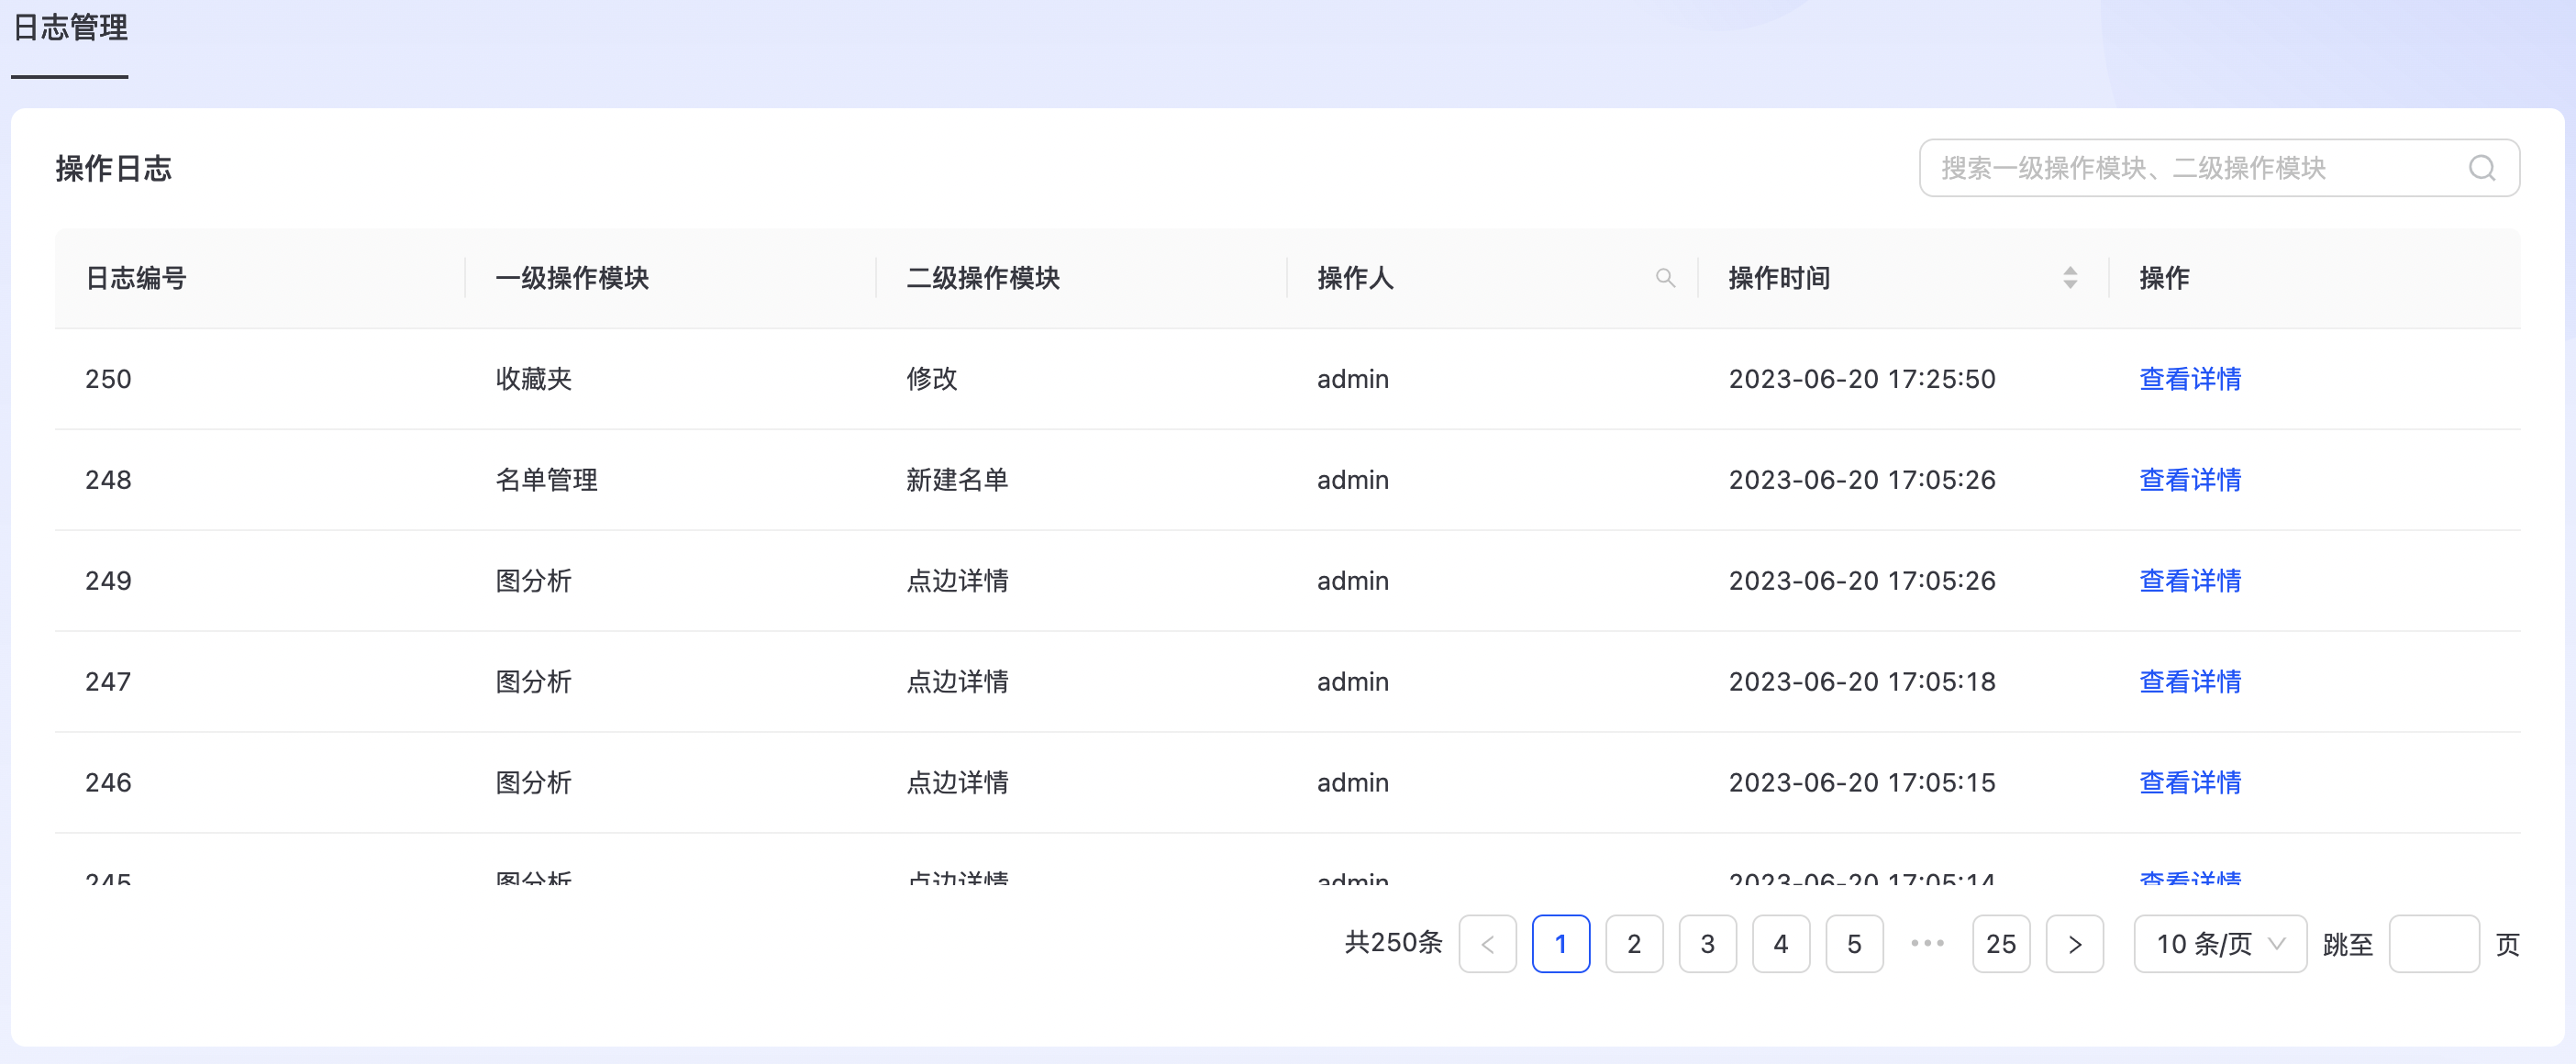 日志管理
操作日志
搜索一级操作模块、二级操作模块
日志编号 一级操作模块 二级操作模块 操作人 操作时间 操作
250 收藏夹 修改 admin 2023-06-20 17:25:50 查看详情
248 名单管理 新建名单 admin 2023-06-20 17:05:26 查看详情
249 图分析 点边详情 admin 2023-06-20 17:05:26 查看详情
247 图分析 点边详情 admin 2023-06-20 17:05:18 查看详情
246 图分析 点边详情 admin 2023-06-20 17:05:15 查看详情
245 图分析 点边详情 admin 2023-06-20 17:05:14 查看详情
共250条 < 1 2 3 4 5 ••• 25 > 10 条/页 跳至 页